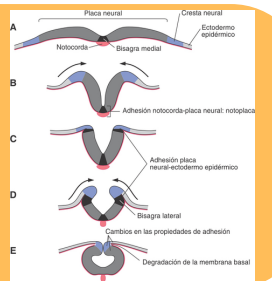 Placa neural
Cresta neural
Ectodermo
epidérmico
A
Notocorda
Bisagra medial
B
Adhesión notocorda-placa neural: notoplaca
C
Adhesión placa
neural-ectodermo epidérmico
D
Bisagra lateral
Cambios en las propiedades de adhesión
E
Degradación de la membrana basal